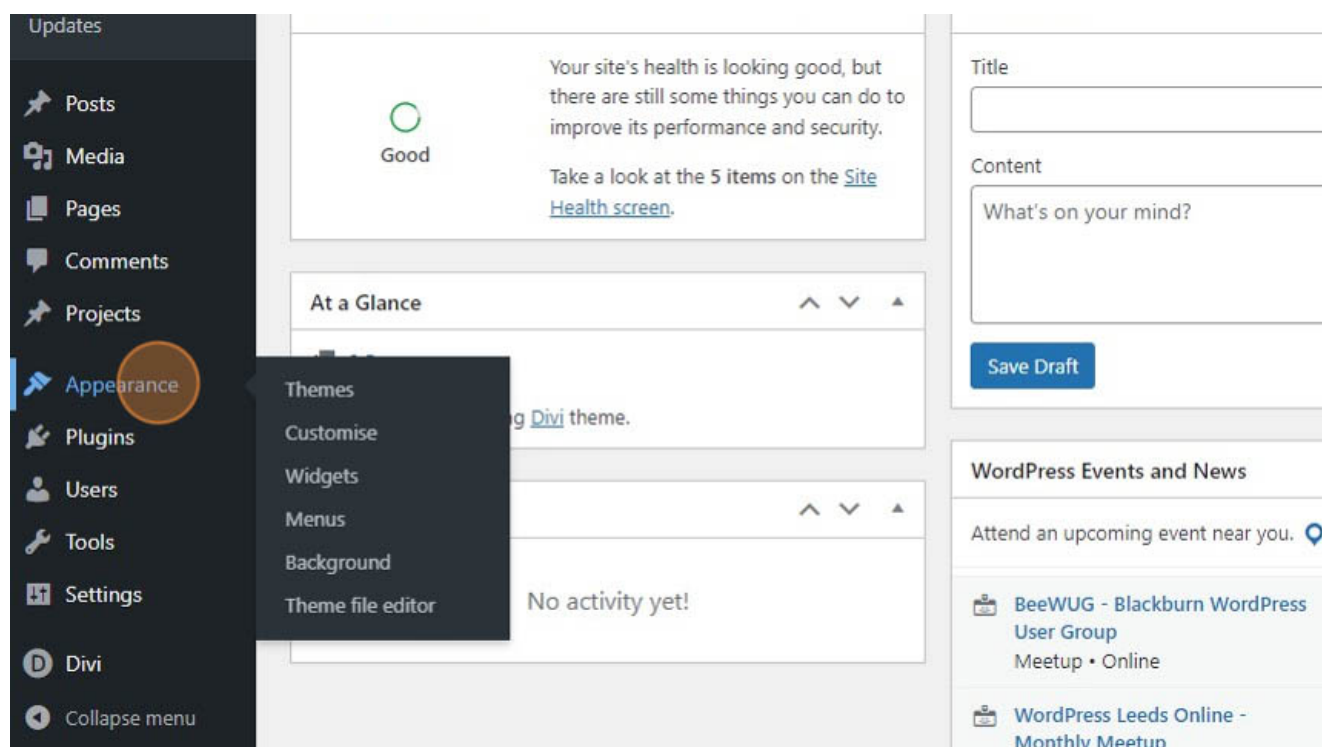 Updates
Posts
Media
Pages
Comments
Projects
Appearance
Plugins
Users
Tools
Settings
Divi
Collapse menu
Themes
Customise
Widgets
Menus
Background
Theme file editor
Good
Your site's health is looking good, but
there are still some things you can do to
improve its performance and security.
Take a look at the 5 items on the Site
Health screen.
At a Glance
Divi theme.
No activity yet!
Title
Content
What's on your mind?
Save Draft
WordPress Events and News
Attend an upcoming event near you.
BeeWUG - Blackburn WordPress
User Group
Meetup • Online
WordPress Leeds Online -
Monthly Meetup